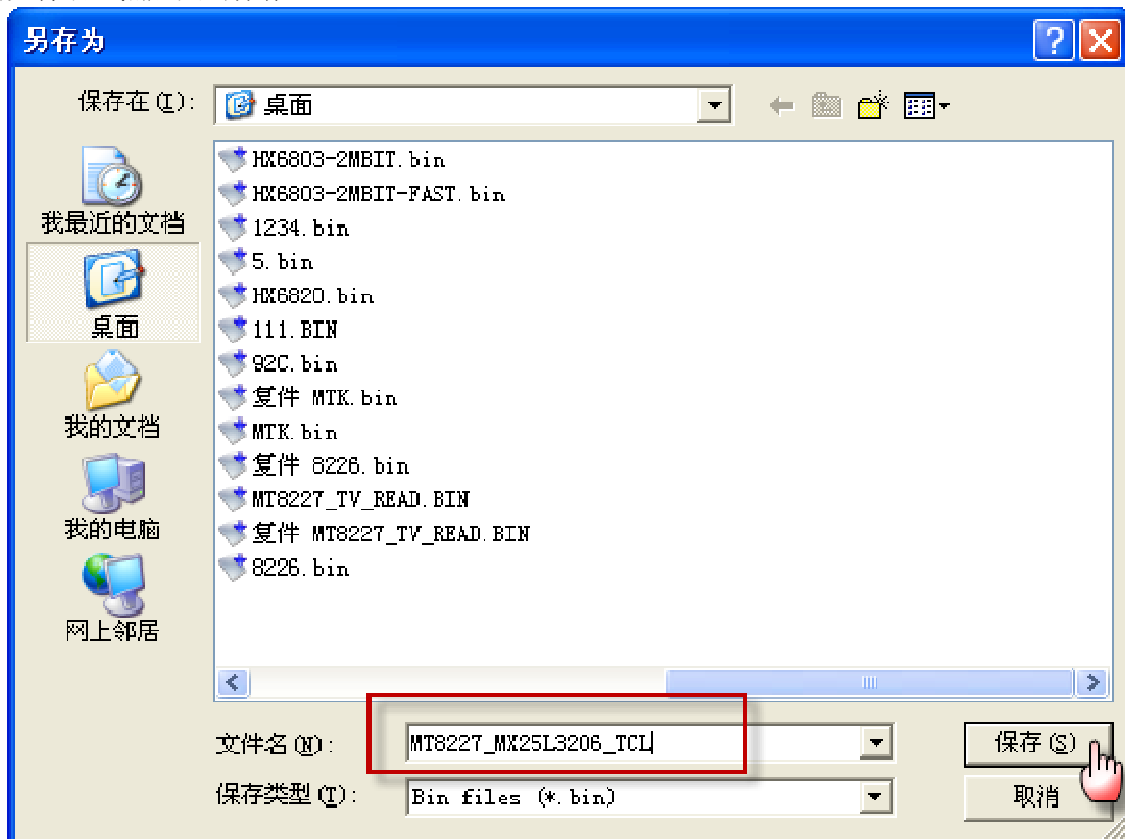 另存为
保存在(I):
桌面
HX6803-2MBIT.bin
HX6803-2MBIT-FAST.bin
1234.bin
5.bin
HX6820.bin
111.BIN
92C.bin
复件 MTK.bin
MTK.bin
复件 8226.bin
MT8227_TV_READ.BIN
复件 MT8227_TV_READ.BIN
8226.bin
我最近的文档
桌面
我的文档
我的电脑
网上邻居
文件名(N):
MT8227_MX25L3206_TCL
保存(S)
保存类型(T):
Bin files (*.bin)
取消